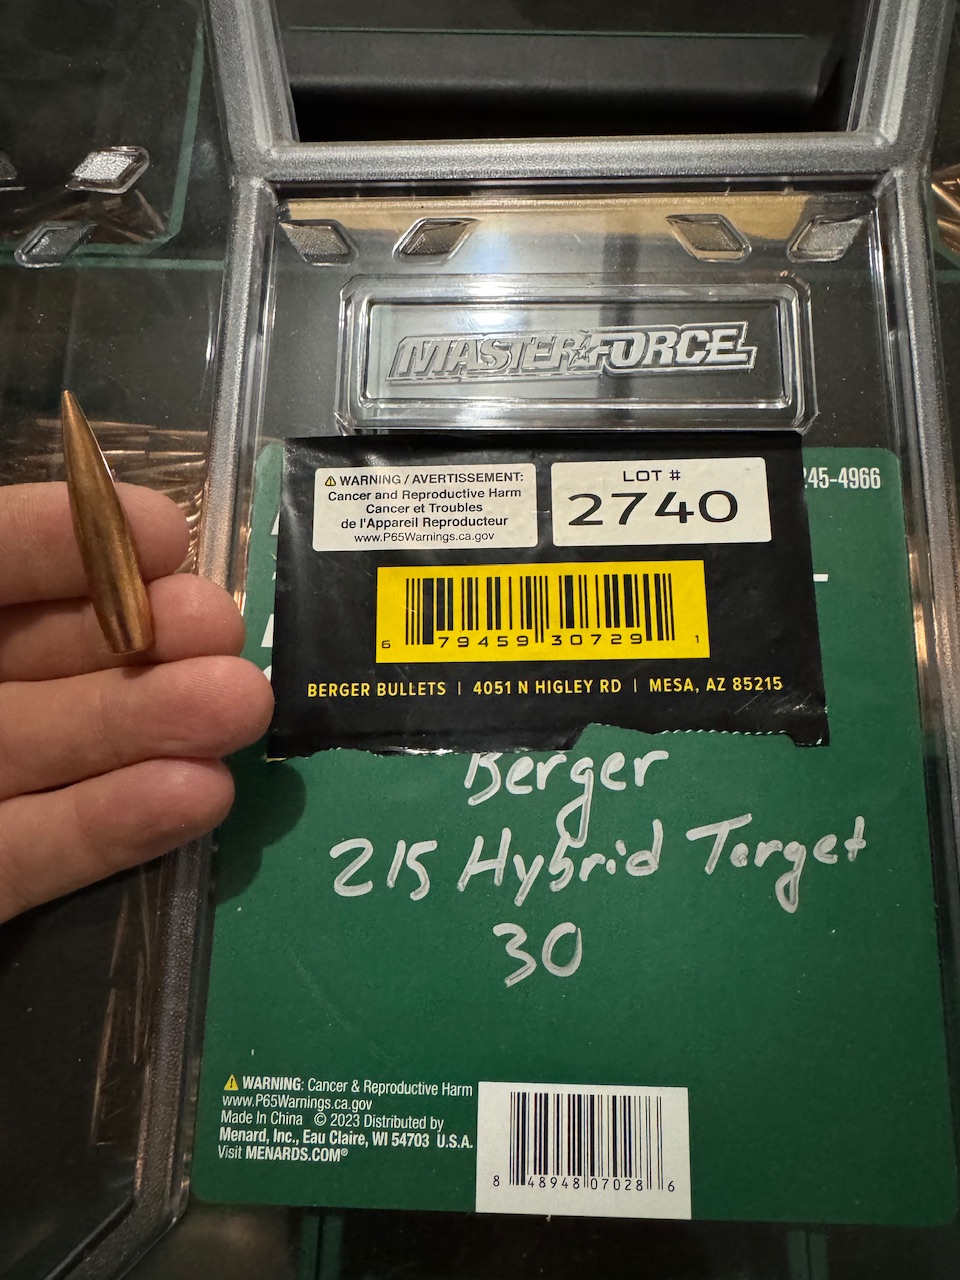 MASTERFORCE
245-4966
⚠ WARNING / AVERTISSEMENT:
Cancer and Reproductive Harm
Cancer et Troubles
de l'Appareil Reproducteur
www.P65Warnings.ca.gov
LOT #
2740
6 79459 30729 1
BERGER BULLETS | 4051 N HIGLEY RD | MESA, AZ 85215
Berger
215 Hybrid Target
30
⚠ WARNING: Cancer & Reproductive Harm
www.P65Warnings.ca.gov
Made In China © 2023 Distributed by
Menard, Inc., Eau Claire, WI 54703 U.S.A.
Visit MENARDS.COM®
8 48948 07028 6